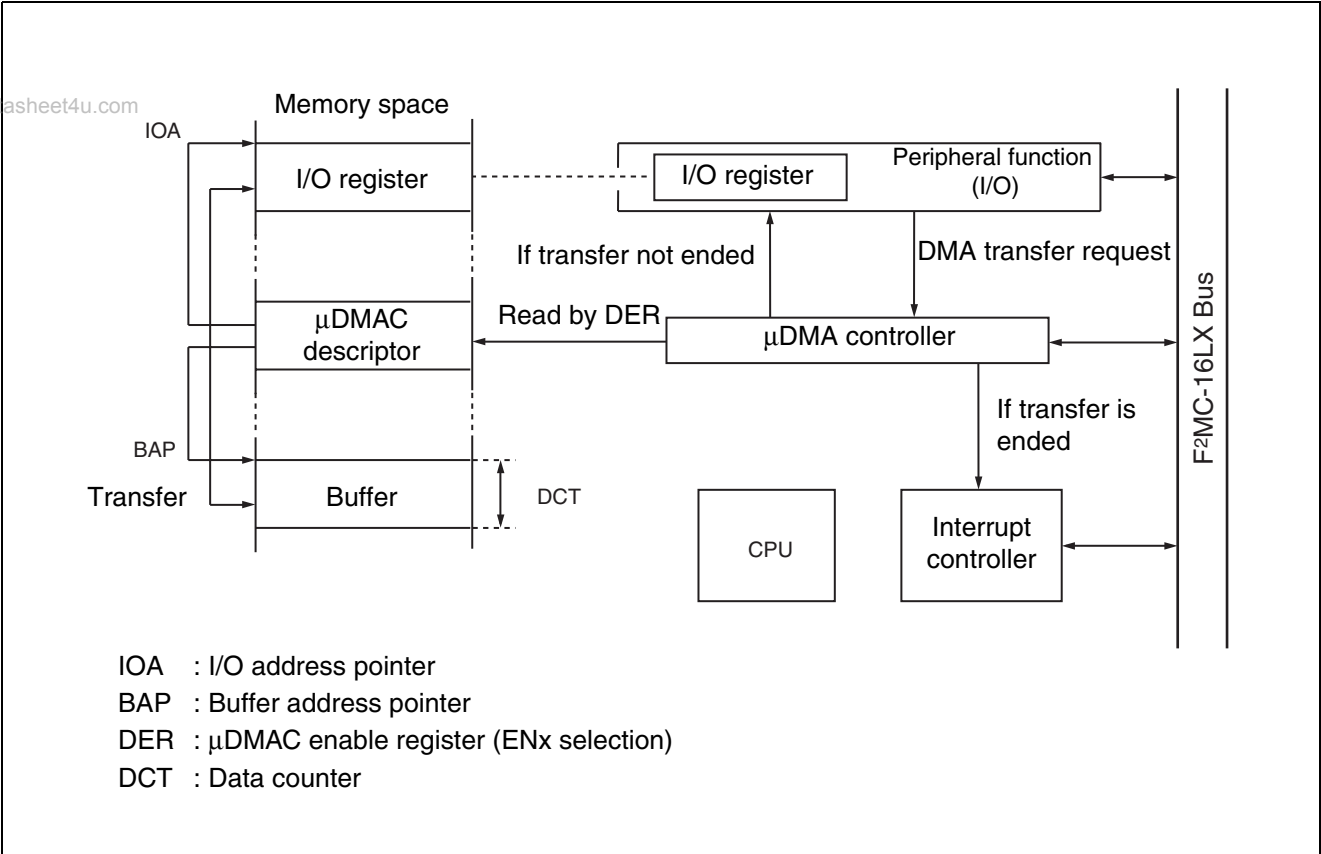 asheet4u.com
Memory space
IOA
I/O register
I/O register
Peripheral function
(I/O)
If transfer not ended
DMA transfer request
μDMAC
descriptor
Read by DER
μDMA controller
If transfer is
ended
F²MC-16LX Bus
BAP
Transfer
Buffer
DCT
CPU
Interrupt
controller
IOA : I/O address pointer
BAP : Buffer address pointer
DER : μDMAC enable register (ENx selection)
DCT : Data counter